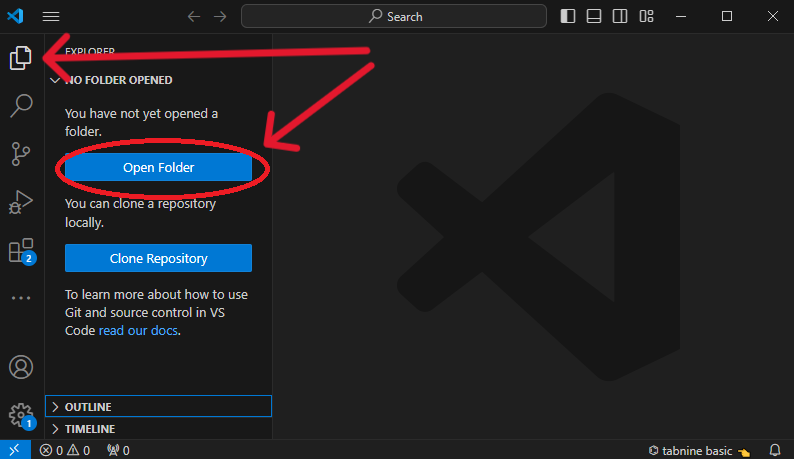 Search
EXPLORER
NO FOLDER OPENED
You have not yet opened a
folder.
Open Folder
You can clone a repository
locally.
Clone Repository
To learn more about how to use
Git and source control in VS
Code read our docs.
2
1
OUTLINE
TIMELINE
0 0 0 tabnine basic 👈